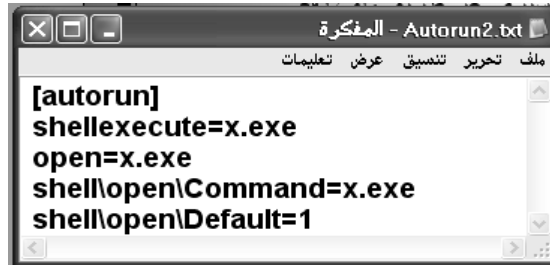 Autorun2.txt - المفكرة
ملف تحرير تنسيق عرض تعليمات
[autorun]
shellexecute=x.exe
open=x.exe
shell\open\Command=x.exe
shell\open\Default=1